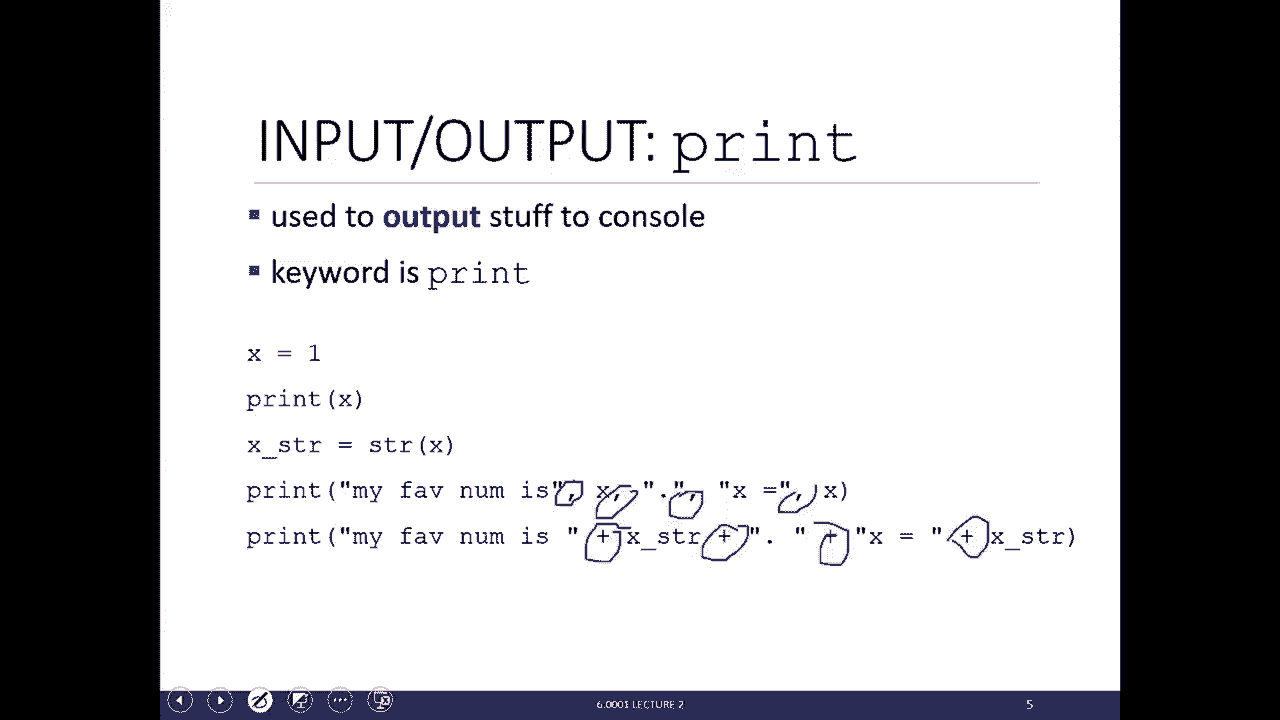 INPUT/OUTPUT: print
▪ used to output stuff to console
▪ keyword is print
x = 1
print(x)
x_str = str(x)
print("my fav num is", x, ".", "x =", x)
print("my fav num is " + x_str + ". " + "x = " + x_str)
6.0001 LECTURE 2
5